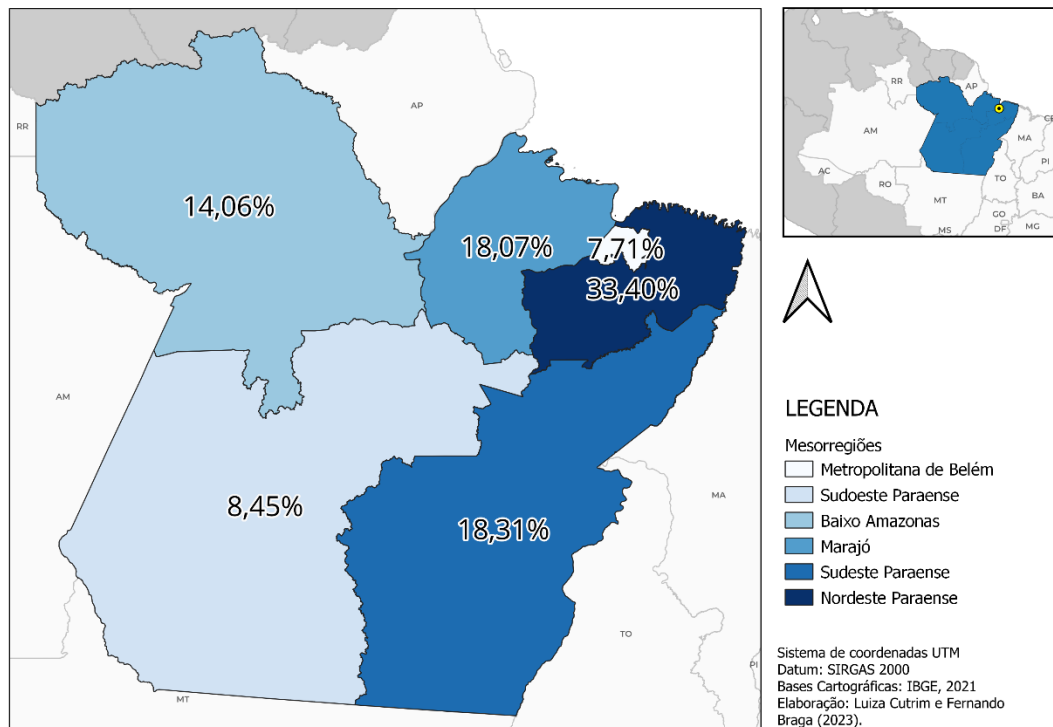 RR
AP
14,06%
18,07%
7,71%
33,40%
AM
8,45%
18,31%
MA
TO
PI
MT
RR
AP
AM
MA
CE
PI
AC
RO
TO
BA
MT
GO
DF
MG
MS
LEGENDA
Mesorregiões
Metropolitana de Belém
Sudoeste Paraense
Baixo Amazonas
Marajó
Sudeste Paraense
Nordeste Paraense
Sistema de coordenadas UTM
Datum: SIRGAS 2000
Bases Cartográficas: IBGE, 2021
Elaboração: Luiza Cutrim e Fernando
Braga (2023).